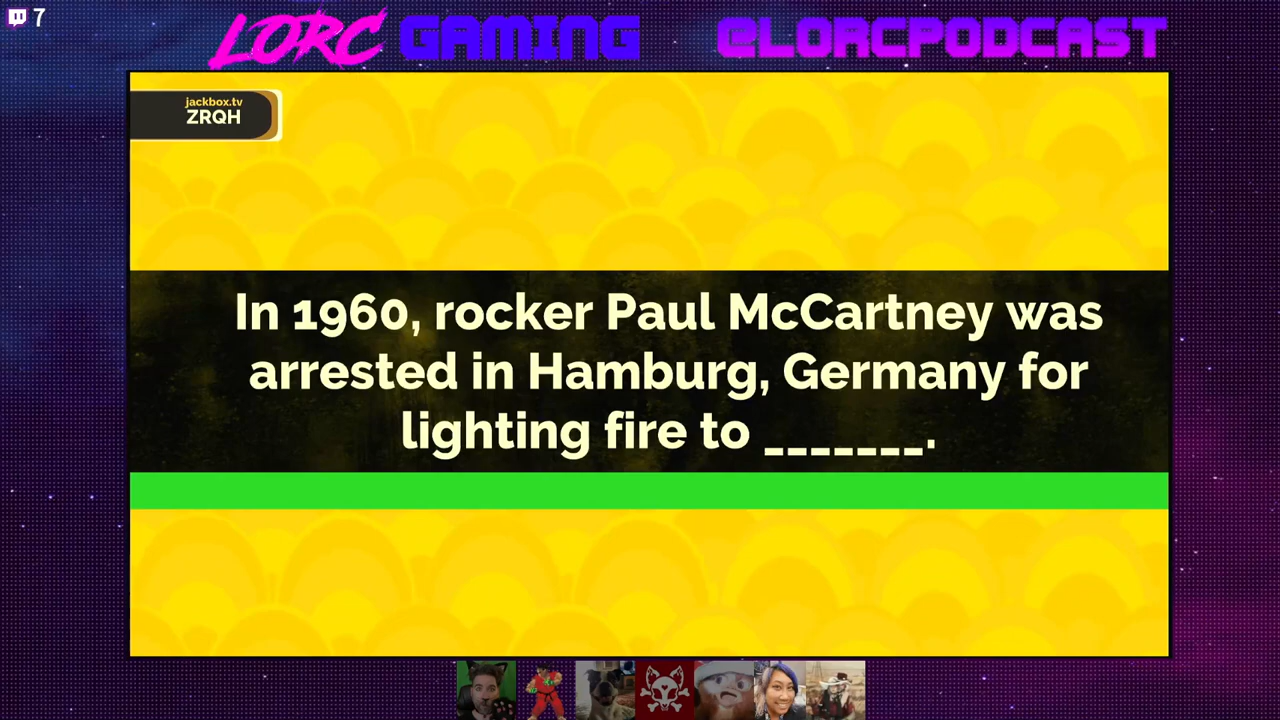 7
LORC GAMING @LORCPODCAST
jackbox.tv
ZRQH
In 1960, rocker Paul McCartney was
arrested in Hamburg, Germany for
lighting fire to _______.